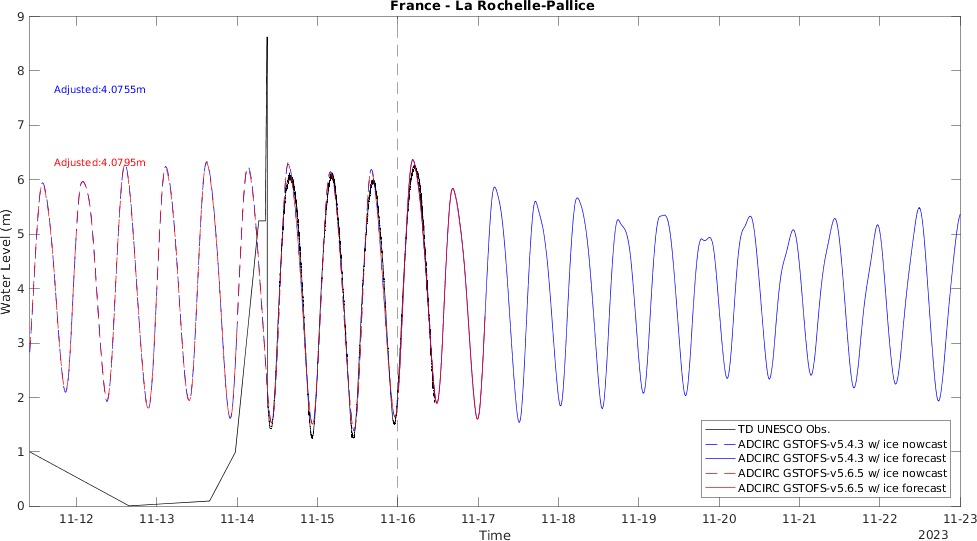 France - La Rochelle-Pallice
9
8
7
6
5
4
3
2
1
0
Water Level (m)
Adjusted:4.0755m
Adjusted:4.0795m
TD UNESCO Obs.
ADCIRC GSTOFS-v5.4.3 w/ ice nowcast
ADCIRC GSTOFS-v5.4.3 w/ ice forecast
ADCIRC GSTOFS-v5.6.5 w/ ice nowcast
ADCIRC GSTOFS-v5.6.5 w/ ice forecast
11-12 11-13 11-14 11-15 11-16 11-17 11-18 11-19 11-20 11-21 11-22 11-23
Time
2023